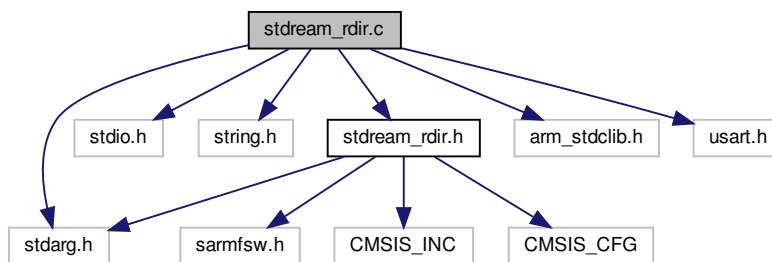 stdream_rdir.c
stdio.h
string.h
stdream_rdir.h
arm_stdclib.h
usart.h
stdarg.h
sarmfsw.h
CMSIS_INC
CMSIS_CFG